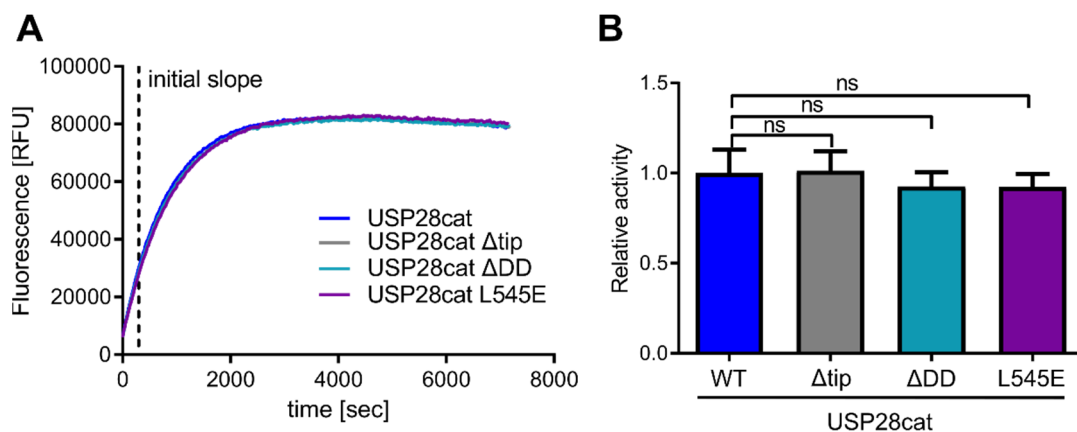 A
100000
80000
60000
40000
20000
0
Fluorescence [RFU]
initial slope
USP28cat
USP28cat Δtip
USP28cat ΔDD
USP28cat L545E
0 2000 4000 6000 8000
time [sec]
B
1.5
1.0
0.5
0.0
Relative activity
ns
ns
ns
WT Δtip ΔDD L545E
USP28cat